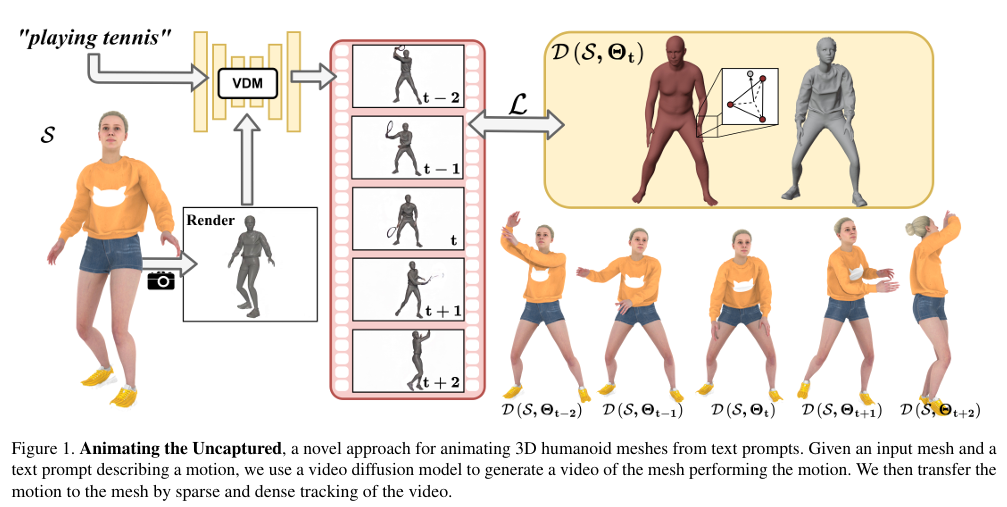 "playing tennis"
VDM
S
Render
t − 2
t − 1
t
t + 1
t + 2
L
D(S, Θt)
D(S, Θt−2) D(S, Θt−1) D(S, Θt) D(S, Θt+1) D(S, Θt+2)
Figure 1. Animating the Uncaptured, a novel approach for animating 3D humanoid meshes from text prompts. Given an input mesh and a
text prompt describing a motion, we use a video diffusion model to generate a video of the mesh performing the motion. We then transfer the
motion to the mesh by sparse and dense tracking of the video.